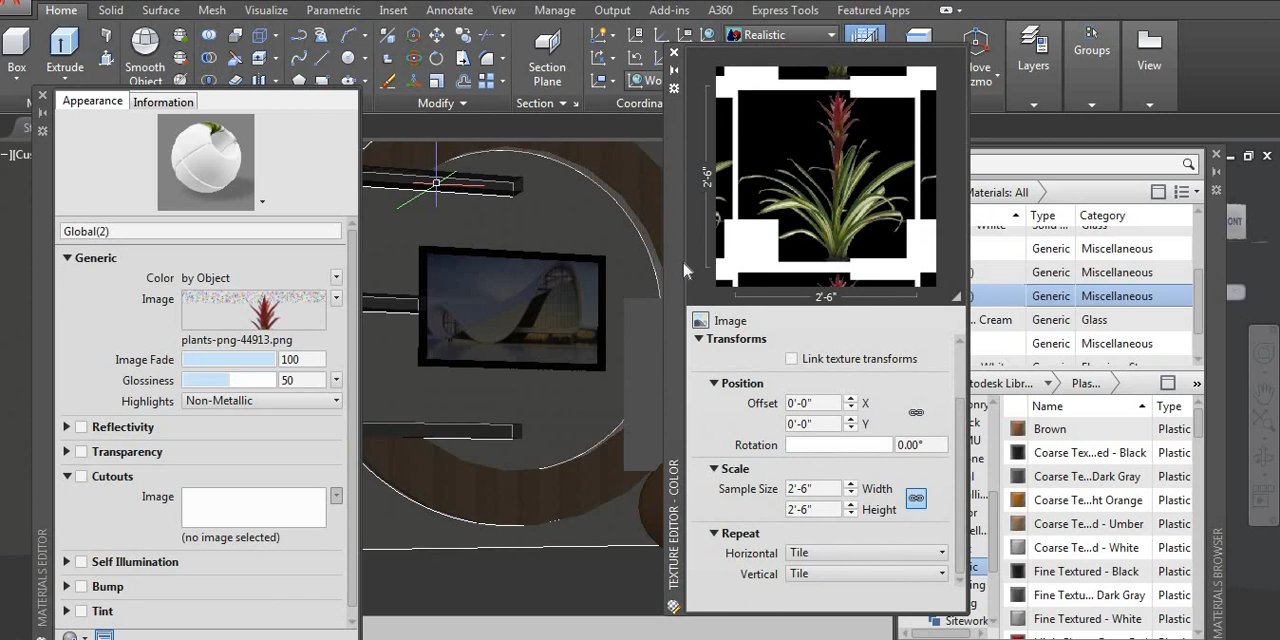 Home Solid Surface Mesh Visualize Parametric Insert Annotate View Manage Output Add-ins A360 Express Tools Featured Apps
Box
Extrude
Smooth
Object
Section
Plane
Realistic
Layers
Groups
View
Modify
Section
Coordina
Appearance
Information
Global(2)
Generic
Color by Object
Image
plants-png-44913.png
Image Fade 100
Glossiness 50
Highlights Non-Metallic
Reflectivity
Transparency
Cutouts
Image
(no image selected)
Self Illumination
Bump
Tint
MATERIALS EDITOR
2'-6"
2'-6"
Image
Transforms
Link texture transforms
Position
Offset 0'-0" X
0'-0" Y
Rotation 0.00°
Scale
Sample Size 2'-6" Width
2'-6" Height
Repeat
Horizontal Tile
Vertical Tile
TEXTURE EDITOR - COLOR
Materials: All
Type Category
White
Generic Miscellaneous
Generic Miscellaneous
Generic Miscellaneous
... Cream Generic Glass
Generic Miscellaneous
Plas...
Name Type
Brown Plastic
Coarse Tex...ed - Black Plastic
Coarse Te...Dark Gray Plastic
Coarse Te...ht Orange Plastic
Coarse Te...d - Umber Plastic
Coarse Te...d - White Plastic
Fine Textured - Black Plastic
Fine Texture...Dark Gray Plastic
Fine Textured - White Plastic
Sitework
MATERIALS BROWSER